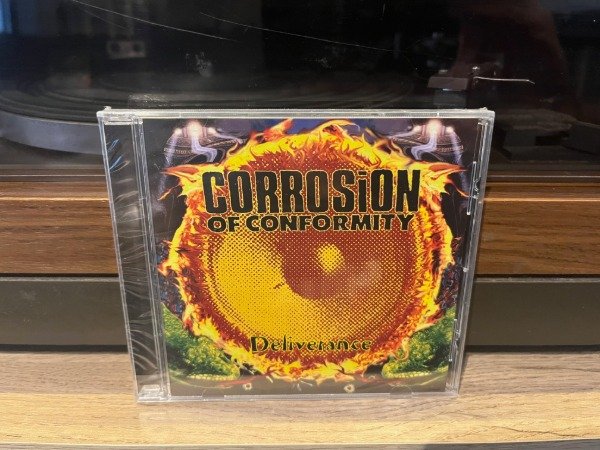 CORROSiON
OF CONFORMITY
Deliverance